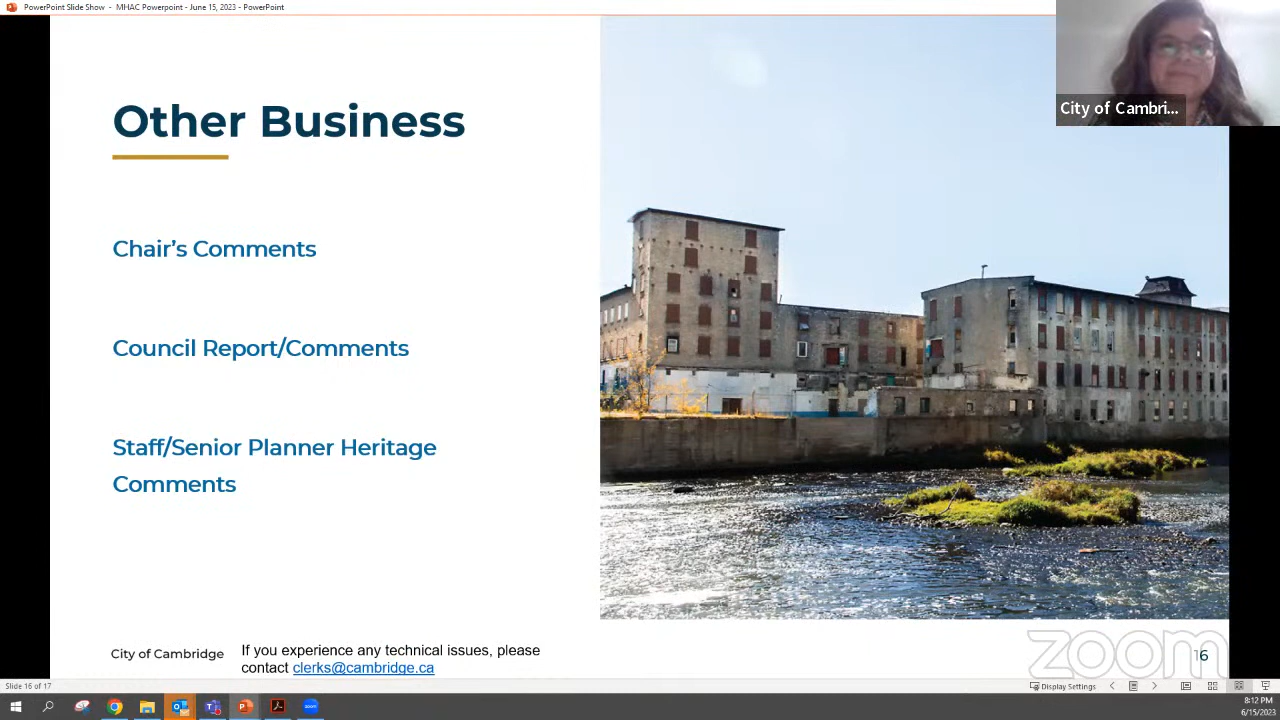 PowerPoint Slide Show - MHAC Powerpoint - June 15, 2023 - PowerPoint
City of Cambri...
Other Business
Chair's Comments
Council Report/Comments
Staff/Senior Planner Heritage
Comments
City of Cambridge
If you experience any technical issues, please
contact clerks@cambridge.ca
zoom
16
Slide 16 of 17
Display Settings
8:12 PM
6/15/2023